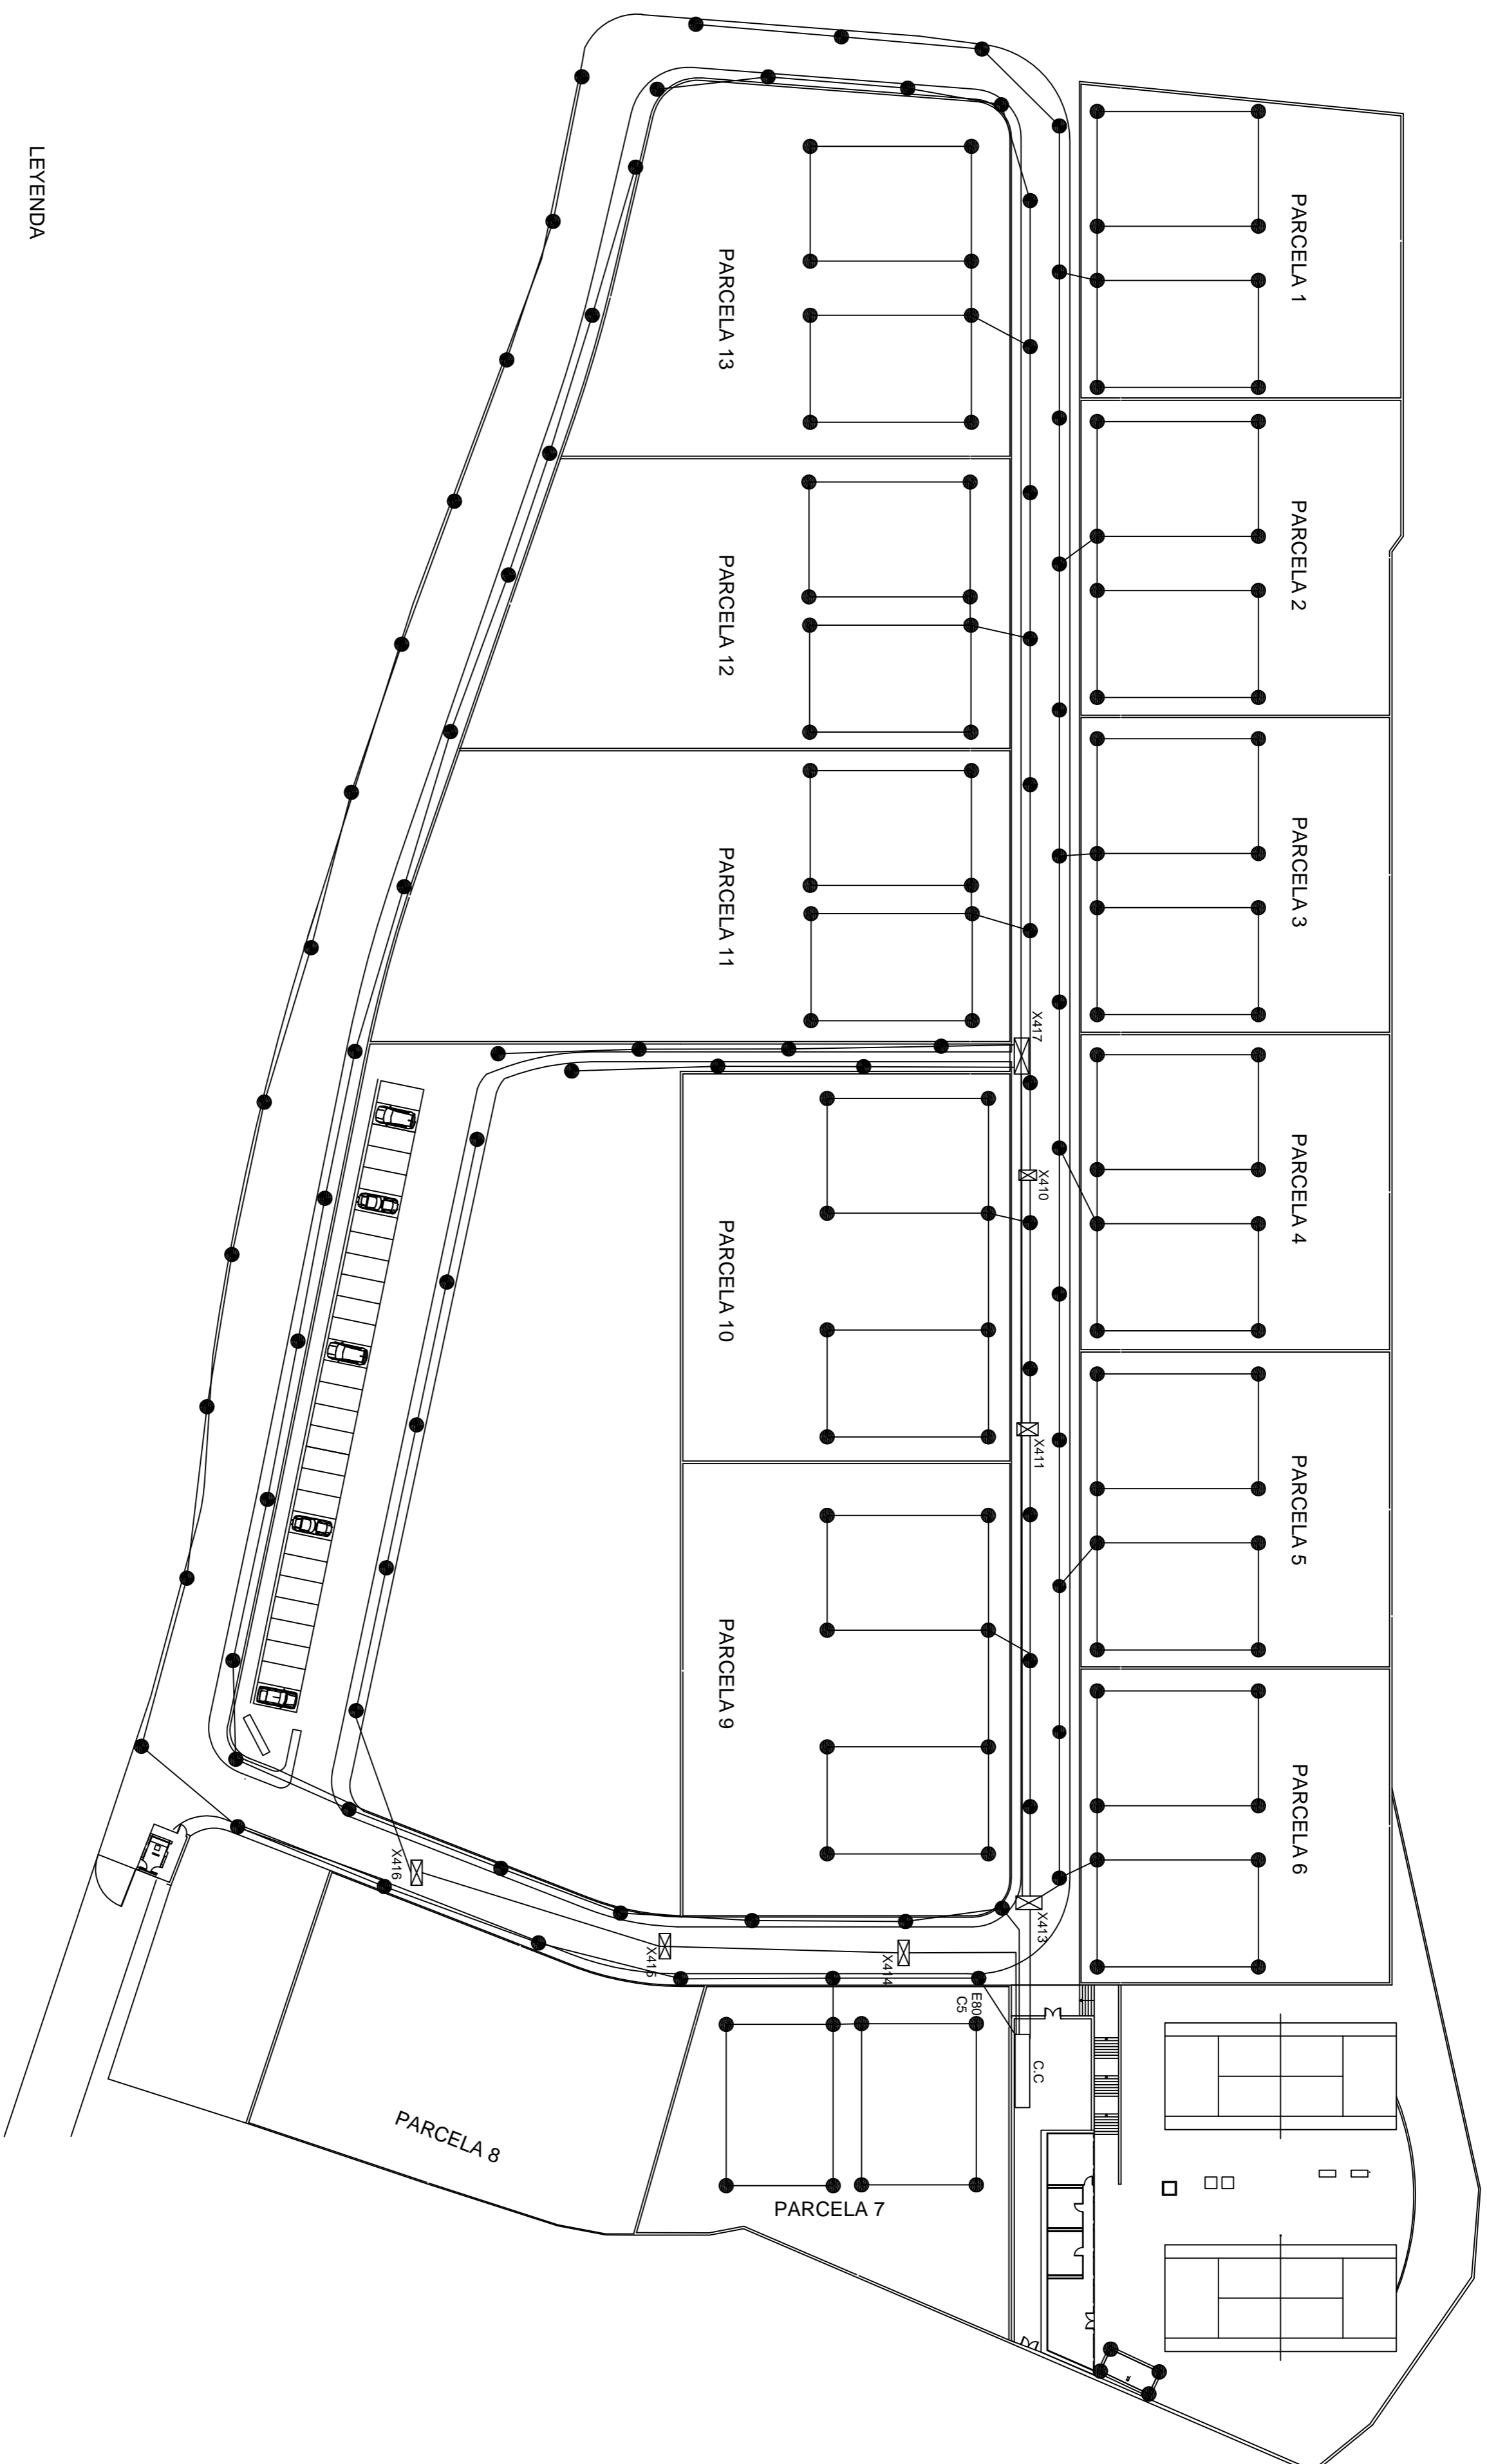 PARCELA 1
PARCELA 2
PARCELA 3
PARCELA 4
PARCELA 5
PARCELA 6
PARCELA 13
PARCELA 12
PARCELA 11
PARCELA 10
PARCELA 9
PARCELA 8
PARCELA 7
X417
X410
X411
X413
X414
X415
X416
E80
C5
C.C
LEYENDA